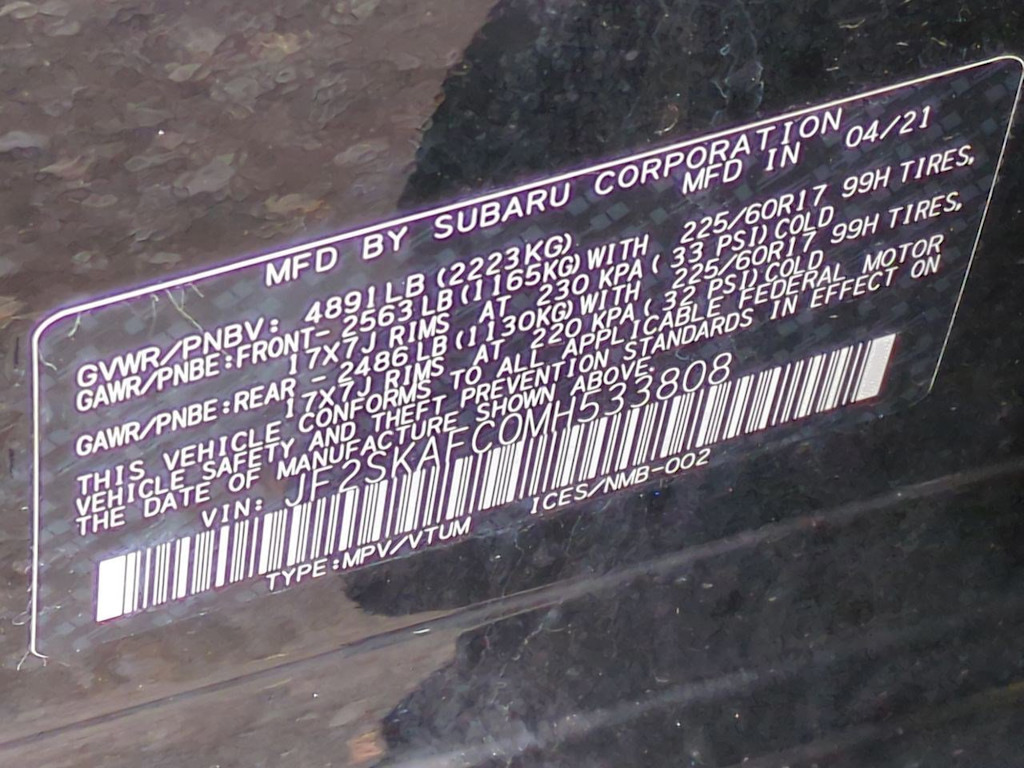 MFD BY SUBARU CORPORATION
MFD IN 04/21
GVWR/PNBV: 4891LB(2223KG)
GAWR/PNBE:FRONT-2563LB(1165KG)WITH 225/60R17 99H TIRES,
17X7J RIMS AT 230 KPA( 33 PSI)COLD
GAWR/PNBE:REAR -2486LB(1130KG)WITH 225/60R17 99H TIRES,
17X7J RIMS AT 220 KPA( 32 PSI)COLD
THIS VEHICLE CONFORMS TO ALL APPLICABLE FEDERAL MOTOR
VEHICLE SAFETY AND THEFT PREVENTION STANDARDS IN EFFECT ON
THE DATE OF MANUFACTURE SHOWN ABOVE.
VIN: JF2SKAFC0MH533808
TYPE:MPV/VTUM ICES/NMB-002